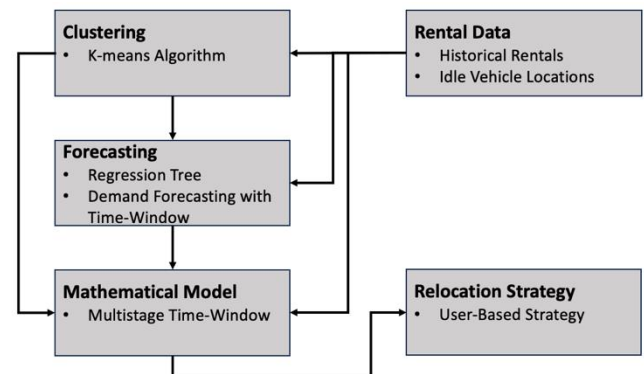 Clustering
• K-means Algorithm
Rental Data
• Historical Rentals
• Idle Vehicle Locations
Forecasting
• Regression Tree
• Demand Forecasting with
Time-Window
Mathematical Model
• Multistage Time-Window
Relocation Strategy
• User-Based Strategy